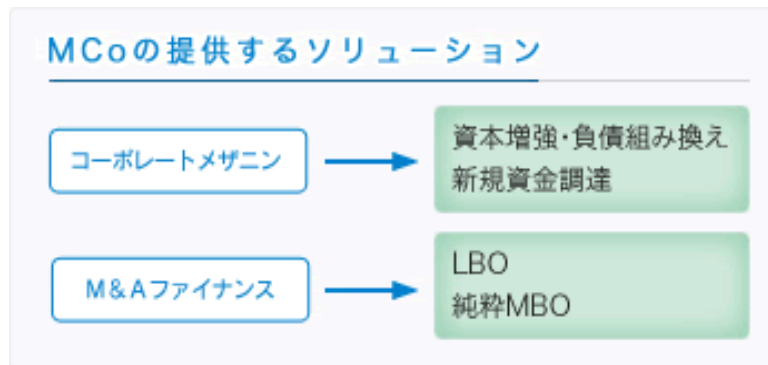 MCoの提供するソリューション
コーポレートメザニン
資本増強・負債組み換え
新規資金調達
M&Aファイナンス
LBO
純粋MBO